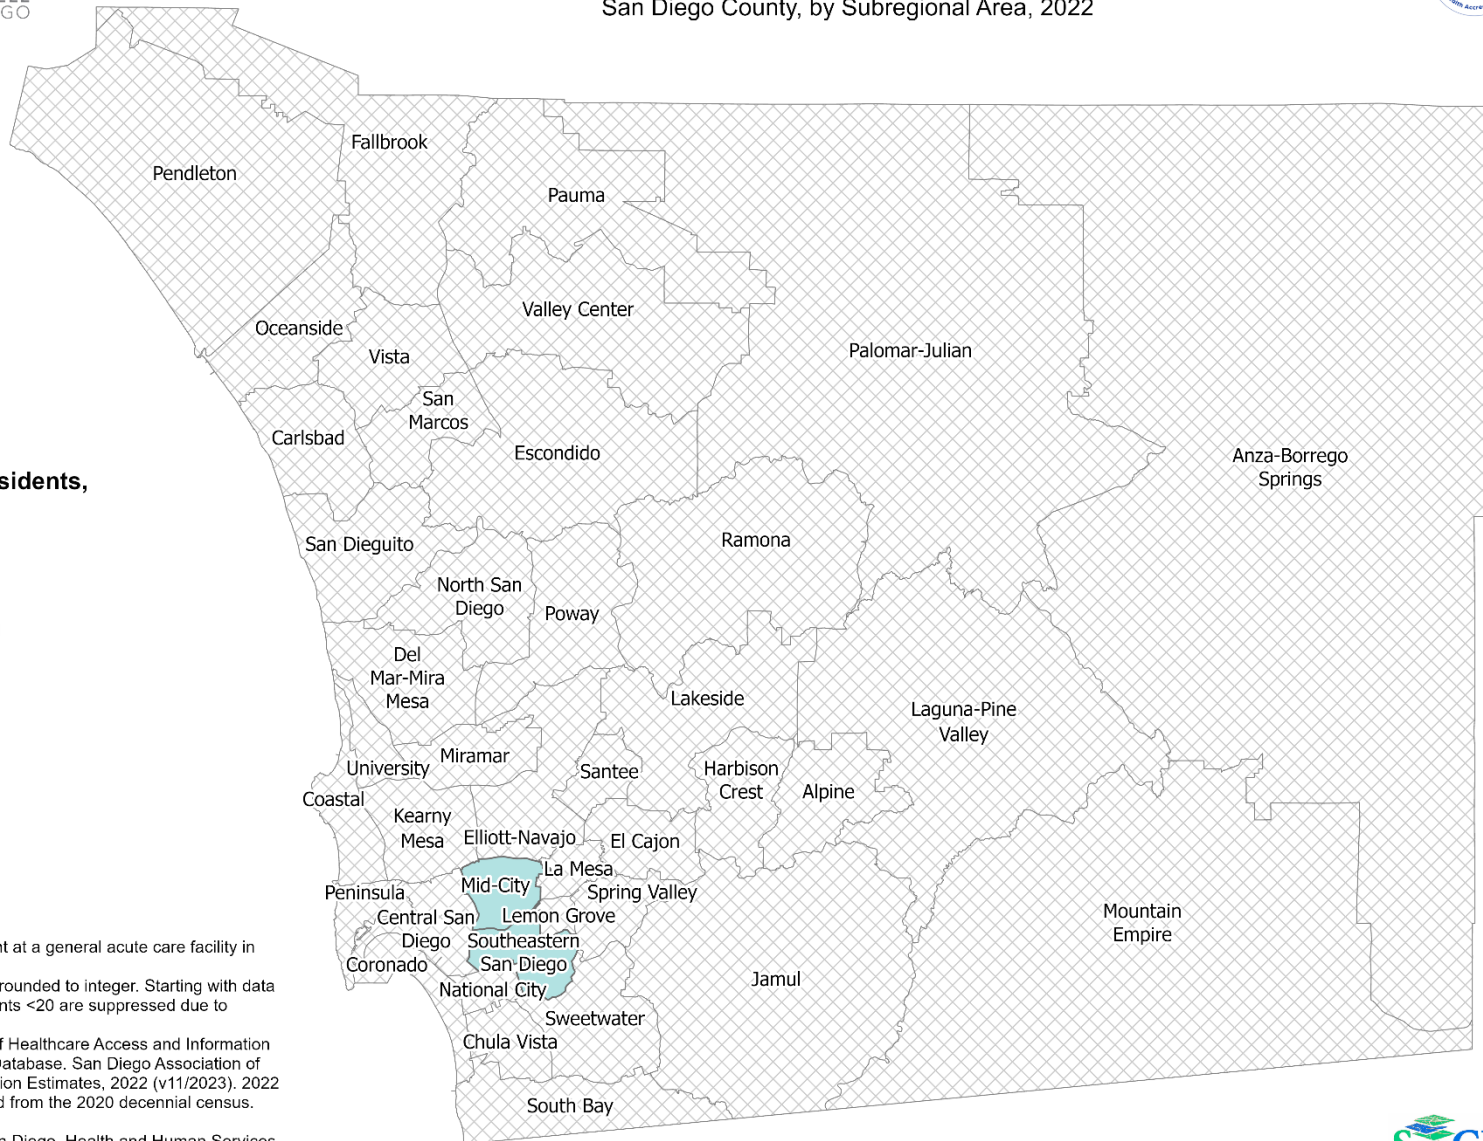 GO
San Diego County, by Subregional Area, 2022
Fallbrook
Pendleton
Pauma
Valley Center
Oceanside
Vista
Palomar-Julian
San
Marcos
Carlsbad
Escondido
Anza-Borrego
Springs
sidents,
San Dieguito
Ramona
North San
Diego
Poway
Del
Mar-Mira
Mesa
Lakeside
Laguna-Pine
Valley
Miramar
University
Santee
Harbison
Crest
Alpine
Coastal
Kearny
Mesa
Elliott-Navajo
El Cajon
La Mesa
Mid-City
Peninsula
Spring Valley
Central San
Diego
Lemon Grove
Mountain
Empire
Southeastern
San Diego
Coronado
Jamul
National City
Sweetwater
Chula Vista
South Bay
nt at a general acute care facility in
rounded to integer. Starting with data
nts <20 are suppressed due to
f Healthcare Access and Information
Database. San Diego Association of
ion Estimates, 2022 (v11/2023). 2022
d from the 2020 decennial census.
n Diego, Health and Human Services